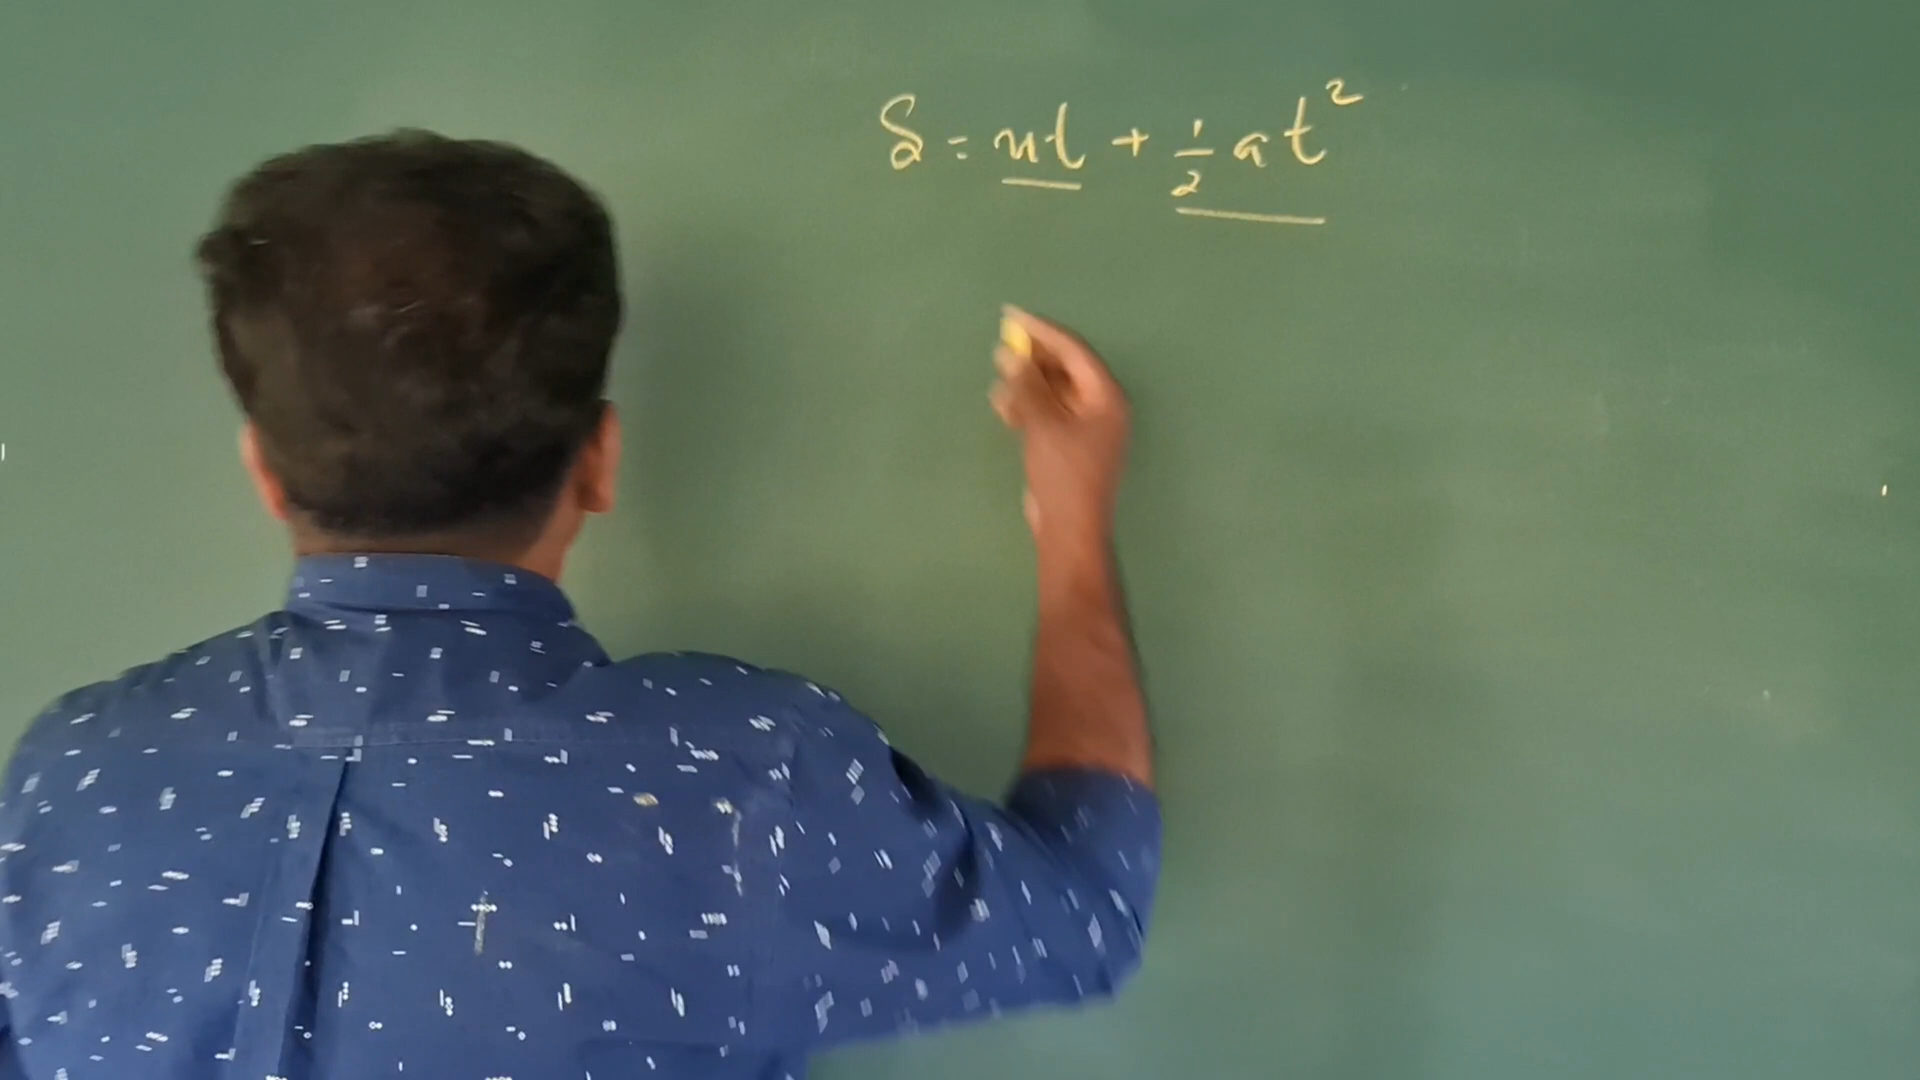 S = ut + 1/2 at²